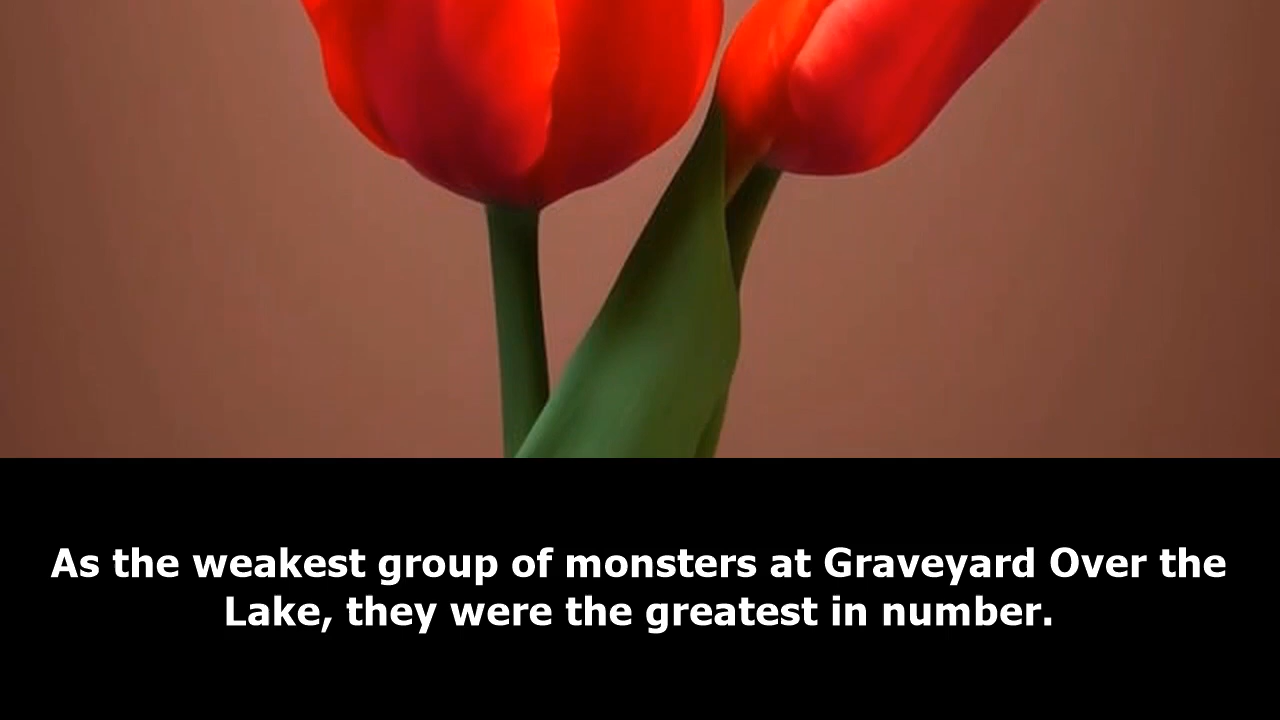 As the weakest group of monsters at Graveyard Over the
Lake, they were the greatest in number.